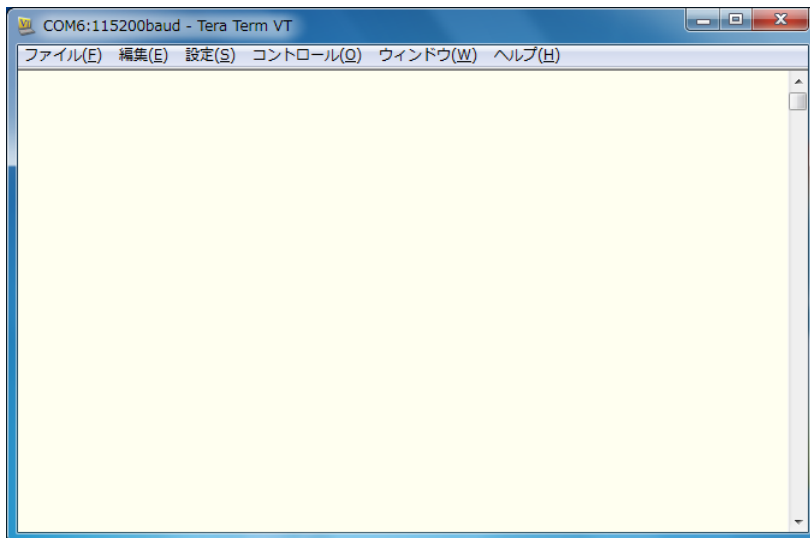 COM6:115200baud - Tera Term VT
ファイル(F) 編集(E) 設定(S) コントロール(O) ウィンドウ(W) ヘルプ(H)